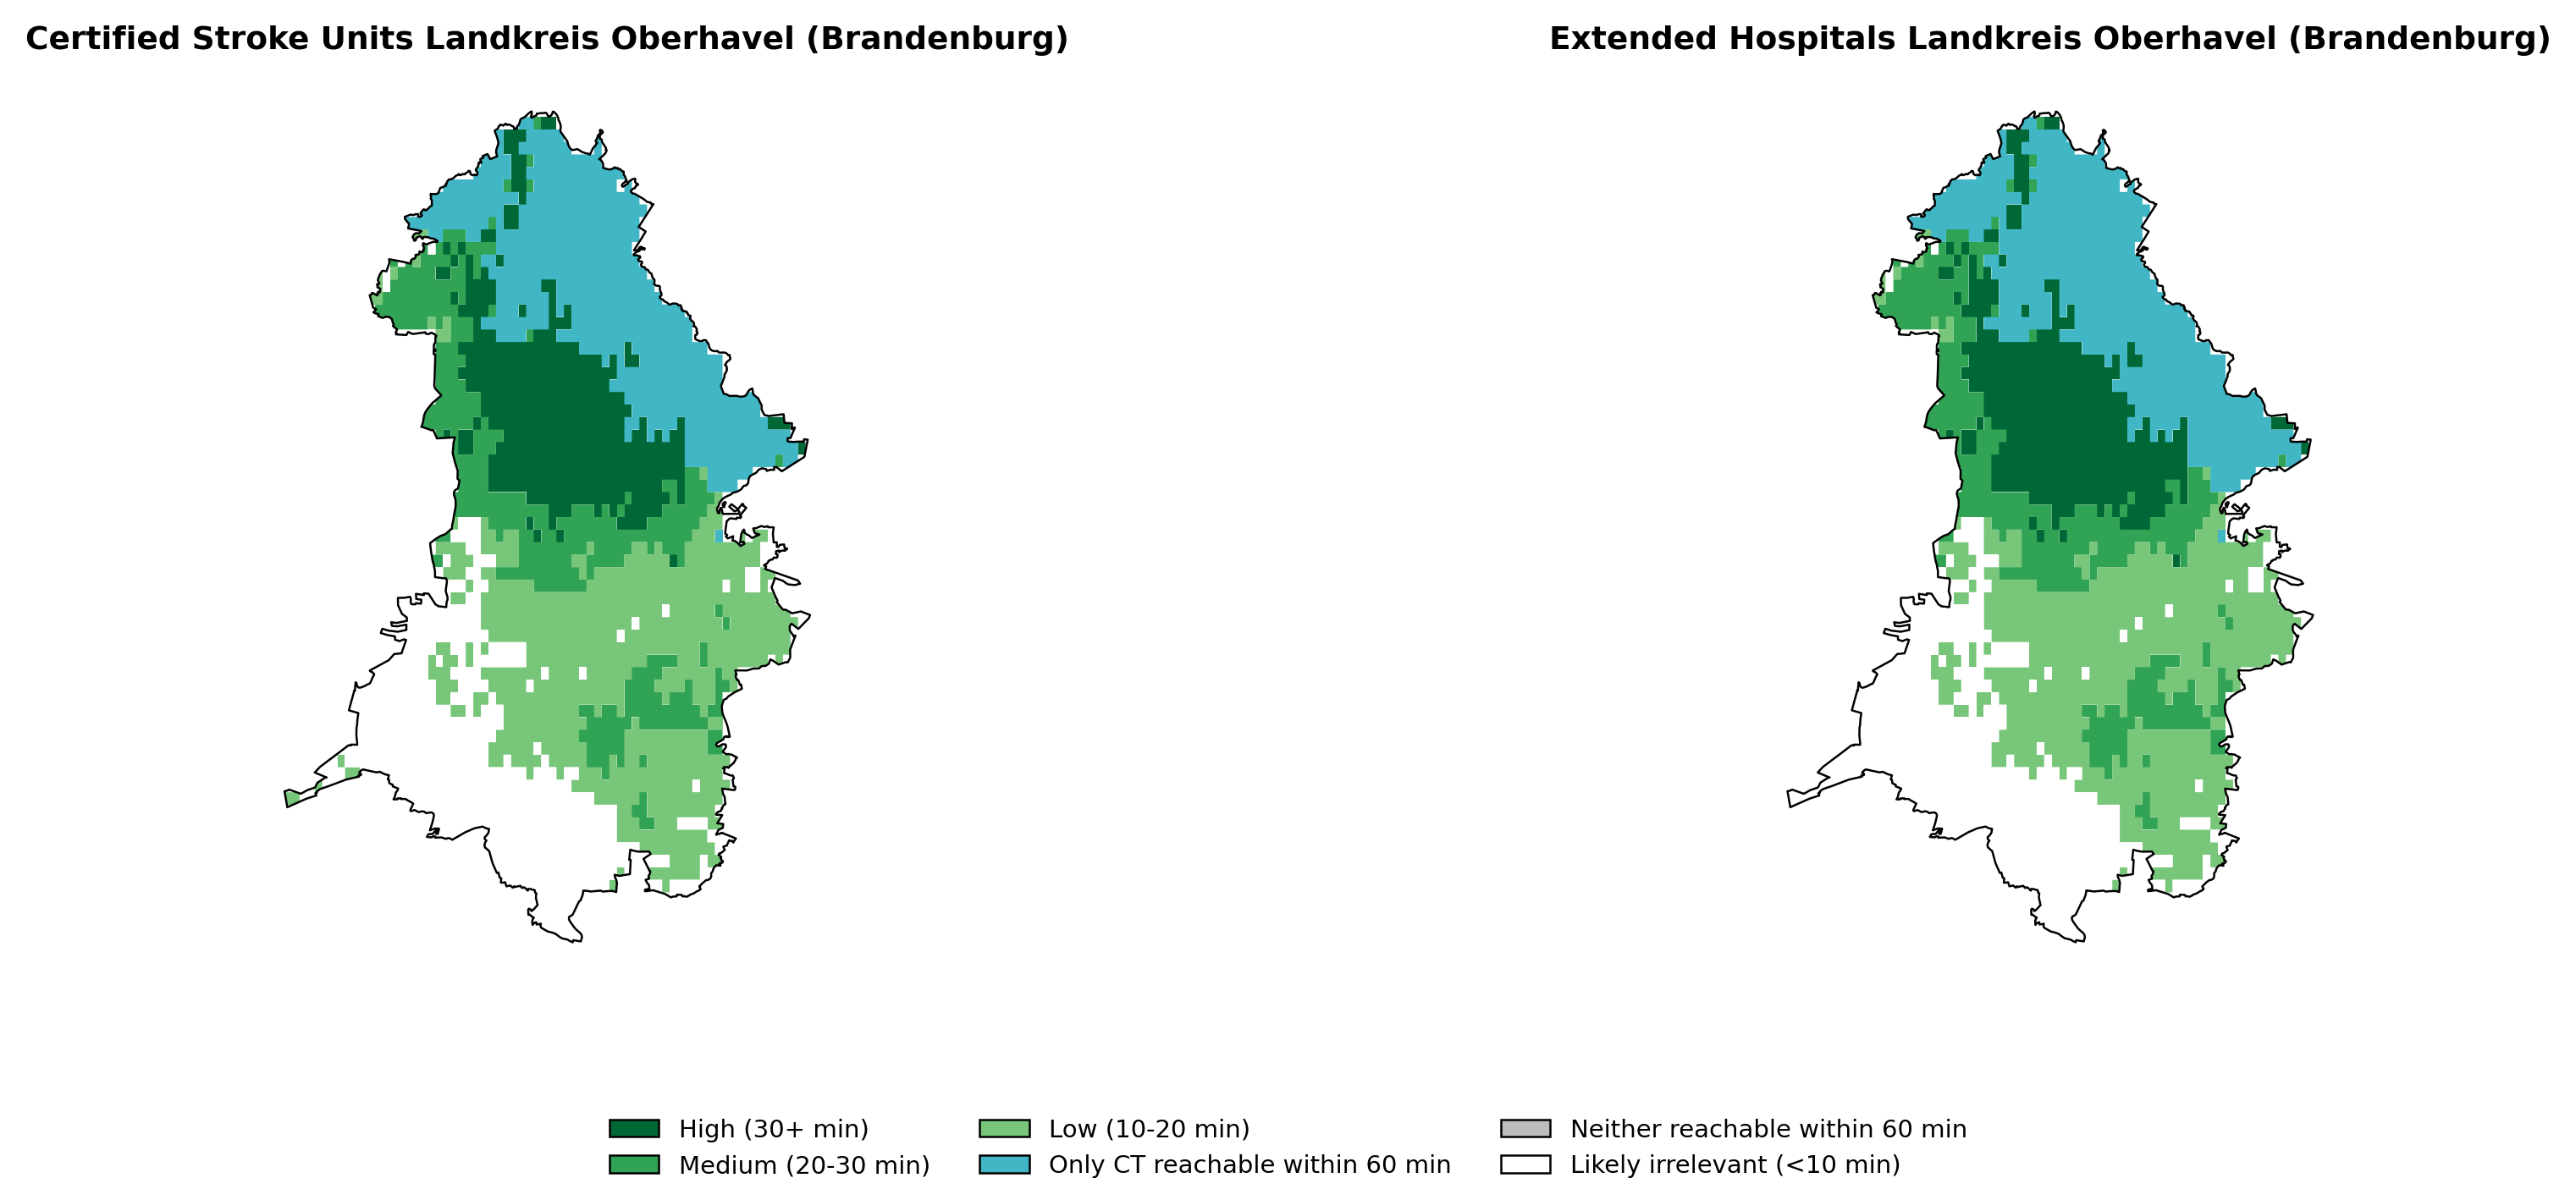 Certified Stroke Units Landkreis Oberhavel (Brandenburg)
Extended Hospitals Landkreis Oberhavel (Brandenburg)
High (30+ min)
Medium (20-30 min)
Low (10-20 min)
Only CT reachable within 60 min
Neither reachable within 60 min
Likely irrelevant (<10 min)